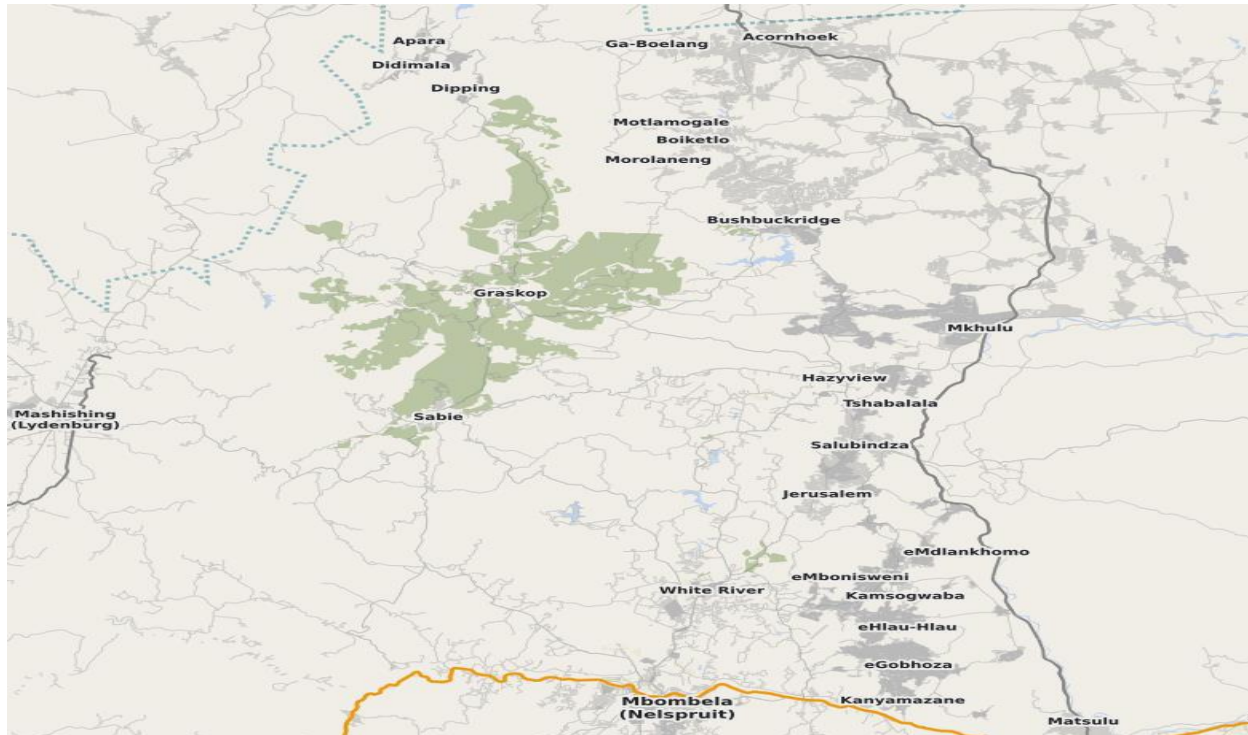 Acornhoek
Apara
Ga-Boelang
Didimala
Dipping
Motlamogale
Boiketlo
Morolaneng
Bushbuckridge
Graskop
Mkhulu
Hazyview
Tshabalala
Mashishing
(Lydenburg)
Sabie
Salubindza
Jerusalem
eMdlankhomo
eMbonisweni
White River
Kamsogwaba
eHlau-Hlau
eGobhoza
Kanyamazane
Mbombela
(Nelspruit)
Matsulu